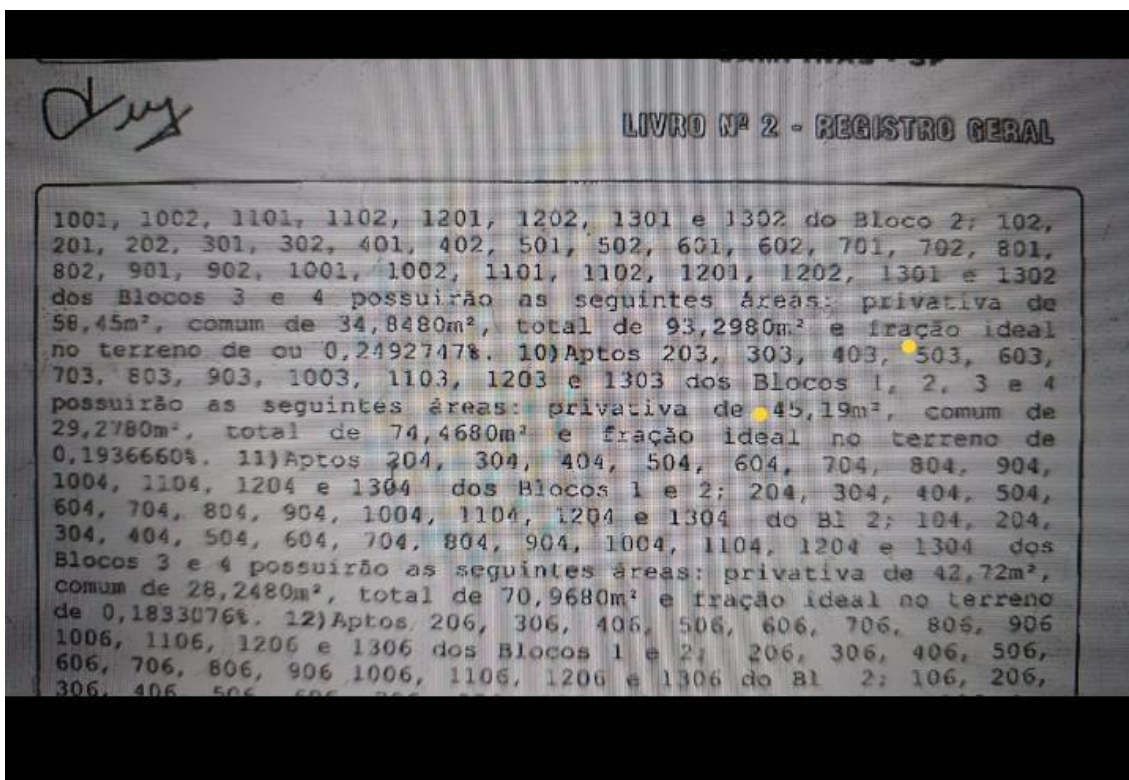 LIVRO Nº 2 - REGISTRO GERAL
1001, 1002, 1101, 1102, 1201, 1202, 1301 e 1302 do Bloco 2; 102,
201, 202, 301, 302, 401, 402, 501, 502, 601, 602, 701, 702, 801,
802, 901, 902, 1001, 1002, 1101, 1102, 1201, 1202, 1301 e 1302
dos Blocos 3 e 4 possuirão as seguintes áreas: privativa de
58,45m², comum de 34,8480m², total de 93,2980m² e fração ideal
no terreno de ou 0,2492747%. 10)Aptos 203, 303, 403, 503, 603,
703, 803, 903, 1003, 1103, 1203 e 1303 dos Blocos 1, 2, 3 e 4
possuirão as seguintes áreas: privativa de 45,19m², comum de
29,2780m², total de 74,4680m² e fração ideal no terreno de
0,1936660%. 11)Aptos 204, 304, 404, 504, 604, 704, 804, 904,
1004, 1104, 1204 e 1304 dos Blocos 1 e 2; 204, 304, 404, 504,
604, 704, 804, 904, 1004, 1104, 1204 e 1304 do Bl 2; 104, 204,
304, 404, 504, 604, 704, 804, 904, 1004, 1104, 1204 e 1304 dos
Blocos 3 e 4 possuirão as seguintes áreas: privativa de 42,72m²,
comum de 28,2480m², total de 70,9680m² e fração ideal no terreno
de 0,1833076%. 12)Aptos 206, 306, 406, 506, 606, 706, 806, 906
1006, 1106, 1206 e 1306 dos Blocos 1 e 2; 206, 306, 406, 506,
606, 706, 806, 906 1006, 1106, 1206 e 1306 do Bl 2; 106, 206,
306, 406